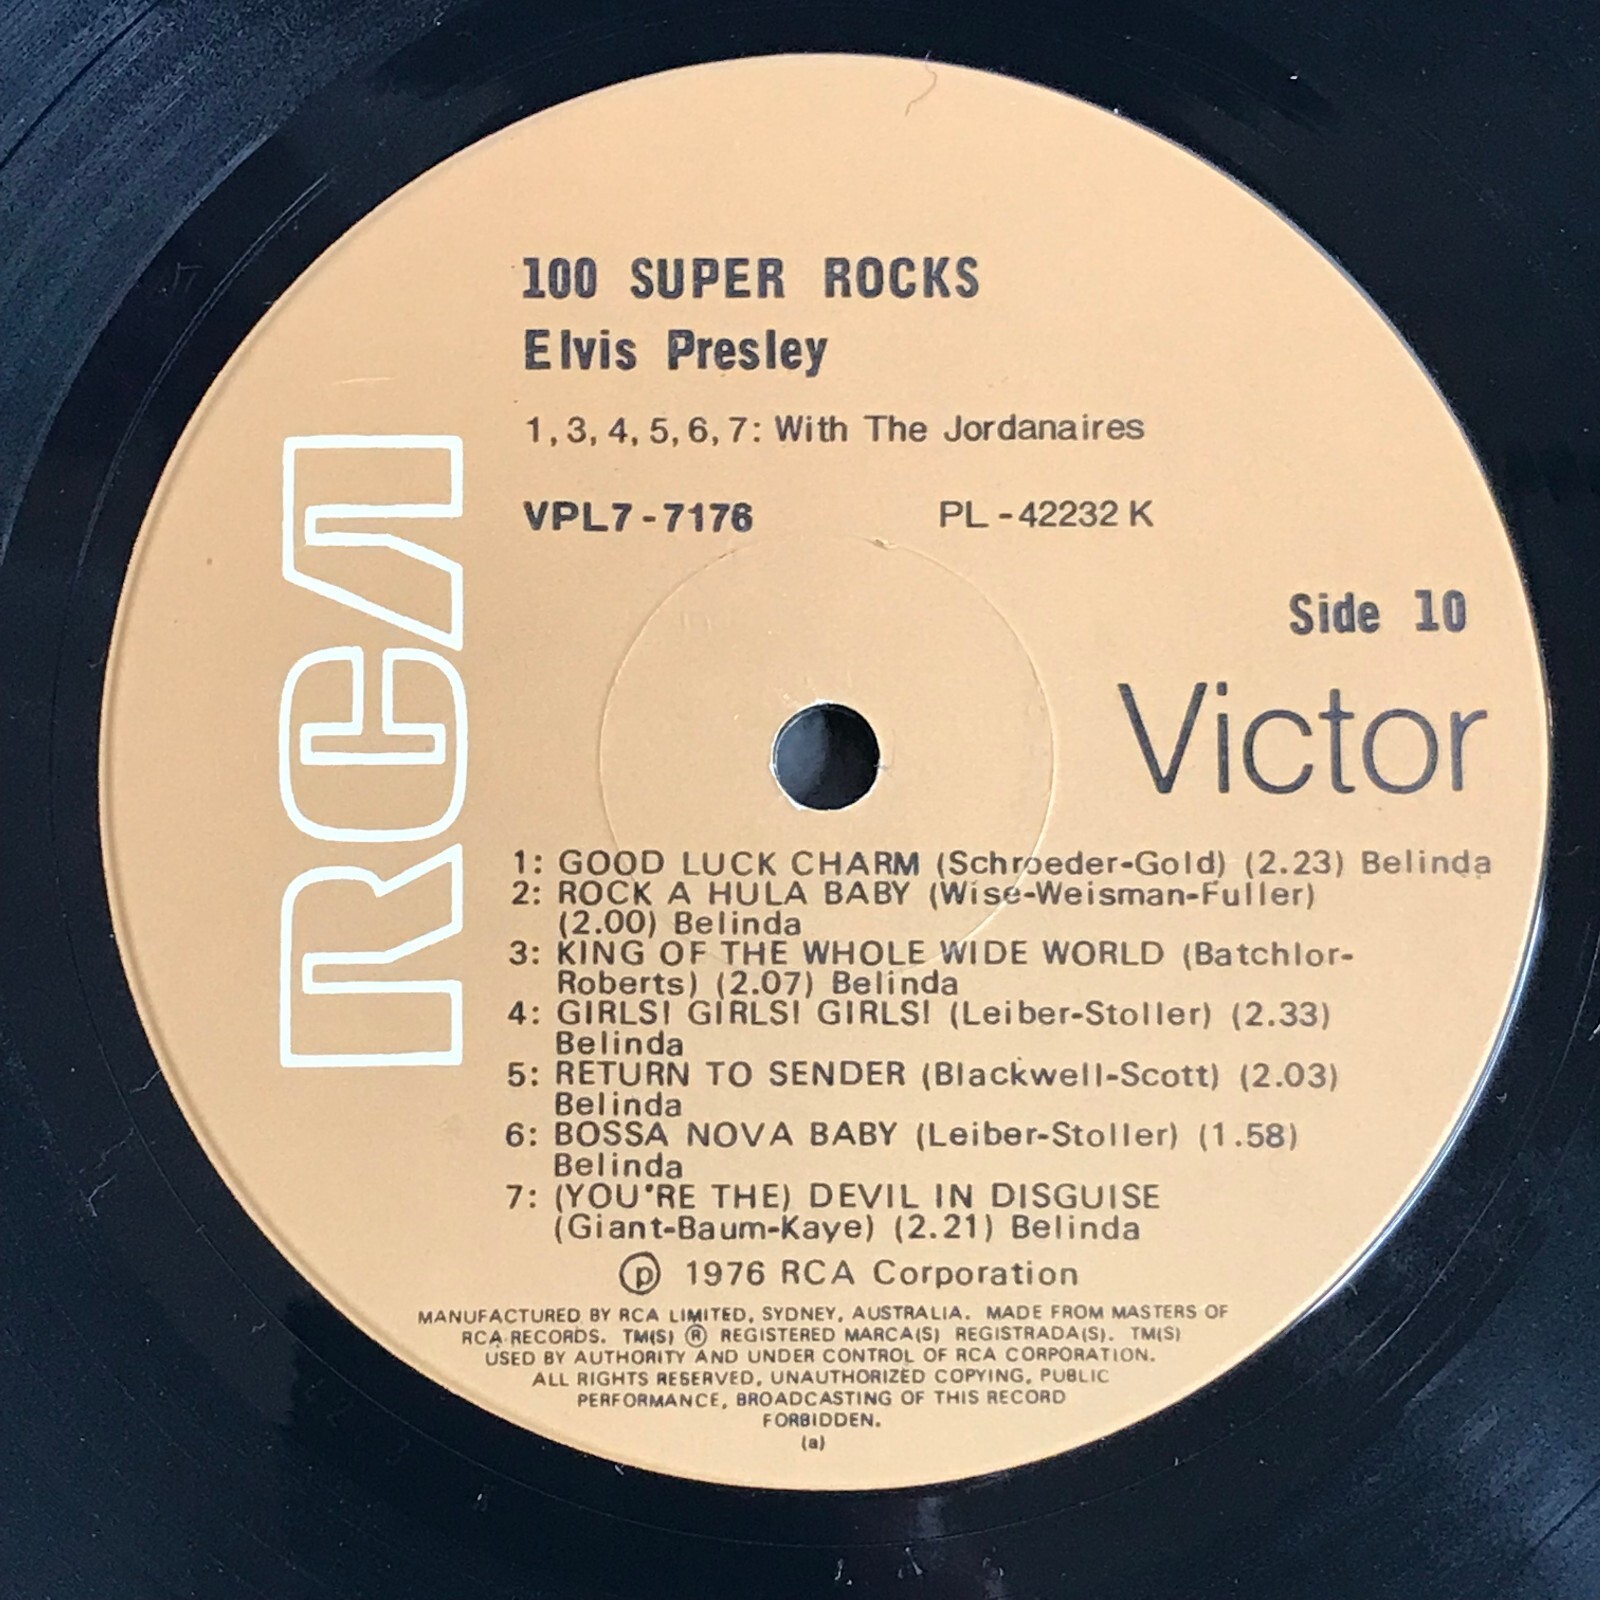 100 SUPER ROCKS
Elvis Presley
1, 3, 4, 5, 6, 7: With The Jordanaires
VPL7-7176 PL-42232 K
Side 10
RCA
Victor
1: GOOD LUCK CHARM (Schroeder-Gold) (2.23) Belinda
2: ROCK A HULA BABY (Wise-Weisman-Fuller)
(2.00) Belinda
3: KING OF THE WHOLE WIDE WORLD (Batchlor-
Roberts) (2.07) Belinda
4: GIRLS! GIRLS! GIRLS! (Leiber-Stoller) (2.33)
Belinda
5: RETURN TO SENDER (Blackwell-Scott) (2.03)
Belinda
6: BOSSA NOVA BABY (Leiber-Stoller) (1.58)
Belinda
7: (YOU'RE THE) DEVIL IN DISGUISE
(Giant-Baum-Kaye) (2.21) Belinda
℗ 1976 RCA Corporation
MANUFACTURED BY RCA LIMITED, SYDNEY, AUSTRALIA. MADE FROM MASTERS OF
RCA RECORDS. TM(S) ® REGISTERED MARCA(S) REGISTRADA(S). TM(S)
USED BY AUTHORITY AND UNDER CONTROL OF RCA CORPORATION.
ALL RIGHTS RESERVED, UNAUTHORIZED COPYING, PUBLIC
PERFORMANCE, BROADCASTING OF THIS RECORD
FORBIDDEN.
(a)